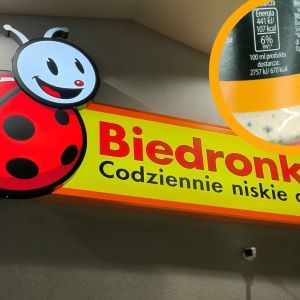 Energia
441 kJ/
107 kcal
6%
100 ml produktu
dostarcza:
2757 kJ/ 670 kcal
Biedronk
Codziennie niskie c